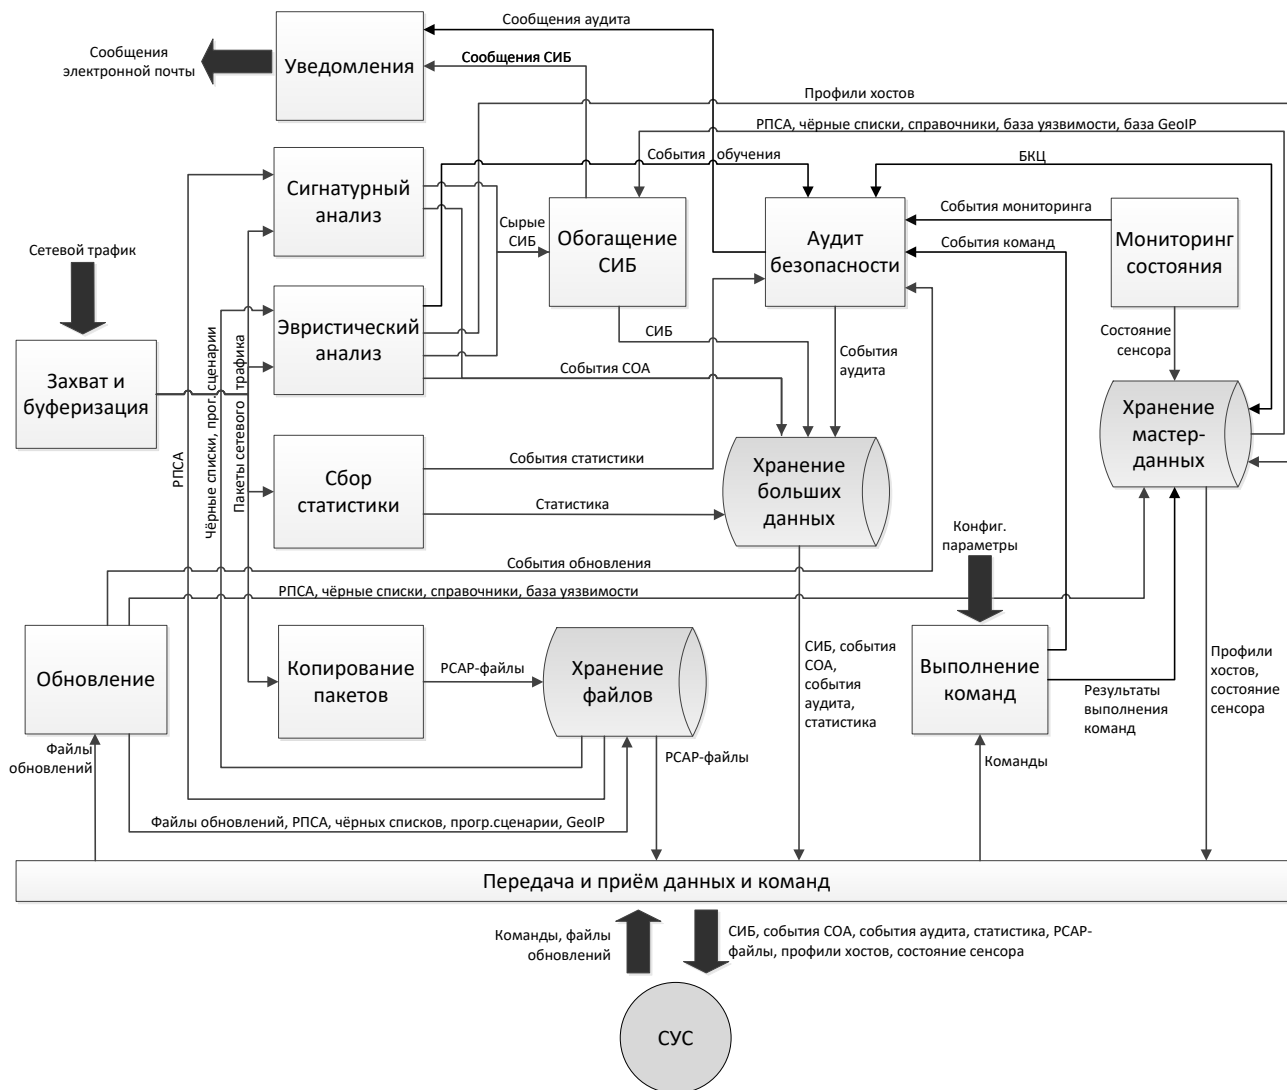 Сообщения аудита
Сообщения
электронной почты
Уведомления
Сообщения СИБ
Профили хостов
РПСА, чёрные списки, справочники, база уязвимости, база GeoIP
События обучения
БКЦ
Сигнатурный
анализ
Сырые
СИБ
Обогащение
СИБ
Аудит
безопасности
События мониторинга
События команд
Мониторинг
состояния
Сетевой трафик
Эвристический
анализ
СИБ
События
аудита
Состояние
сенсора
Захват и
буферизация
События СОА
Хранение
мастер-
данных
РПСА
Чёрные списки, прог. сценарии
Пакеты сетевого трафика
Сбор
статистики
События статистики
Статистика
Хранение
больших
данных
Конфиг.
параметры
События обновления
РПСА, чёрные списки, справочники, база уязвимости
Обновление
Копирование
пакетов
PCAP-файлы
Хранение
файлов
СИБ, события
СОА,
события
аудита,
статистика
Выполнение
команд
Результаты
выполнения
команд
Профили
хостов,
состояние
сенсора
Файлы
обновлений
PCAP-файлы
Команды
Файлы обновлений, РПСА, чёрных списков, прогр.сценарии, GeoIP
Передача и приём данных и команд
Команды, файлы
обновлений
СИБ, события СОА, события аудита, статистика, PCAP-
файлы, профили хостов, состояние сенсора
СУС